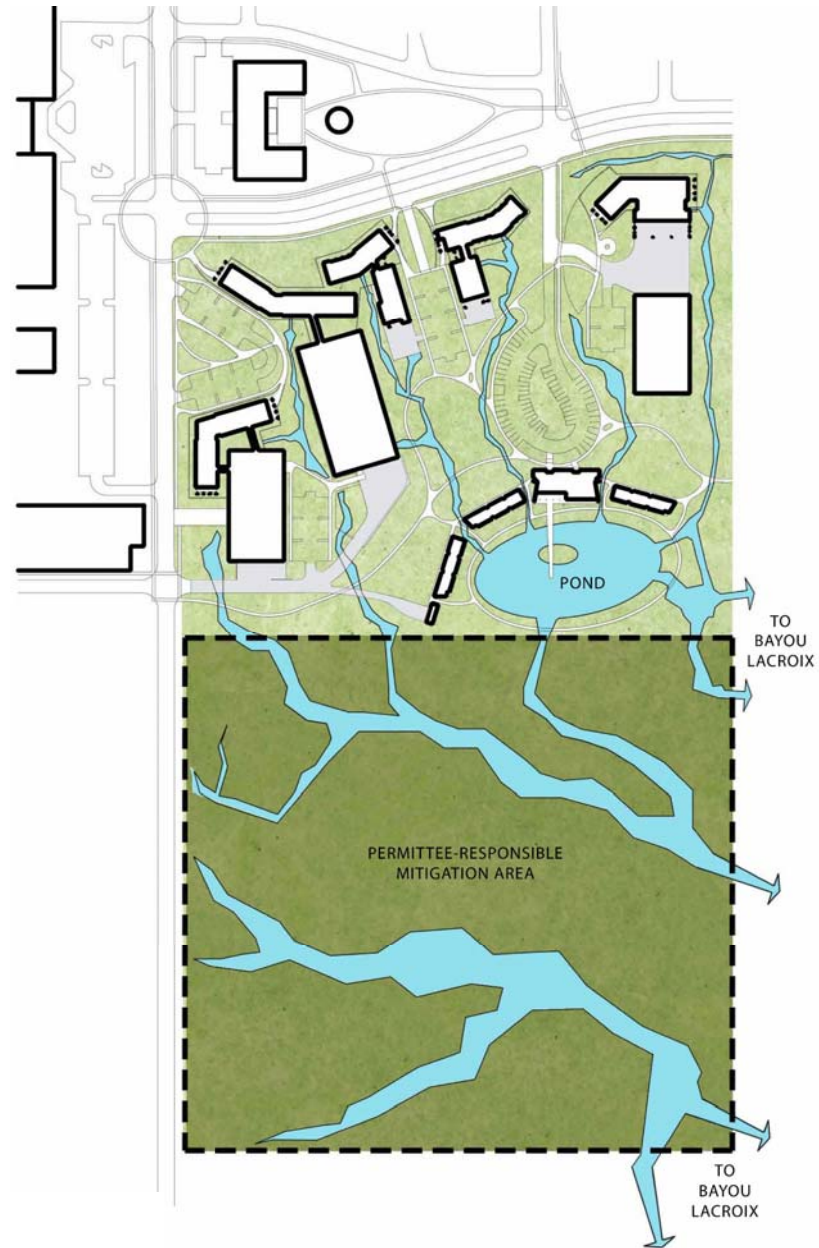 POND
TO
BAYOU
LACROIX
PERMITTEE-RESPONSIBLE
MITIGATION AREA
TO
BAYOU
LACROIX